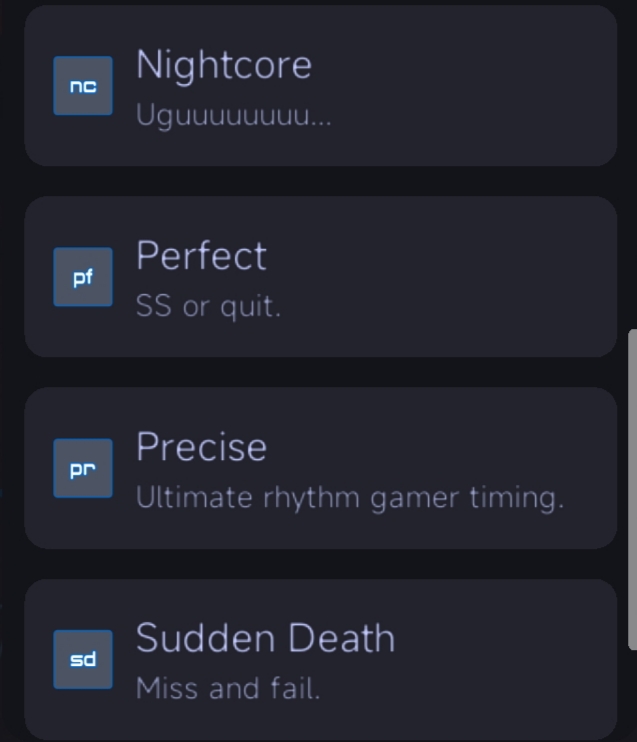 Nightcore
nc
Uguuuuuuuu...
Perfect
pf
SS or quit.
Precise
pr
Ultimate rhythm gamer timing.
Sudden Death
sd
Miss and fail.